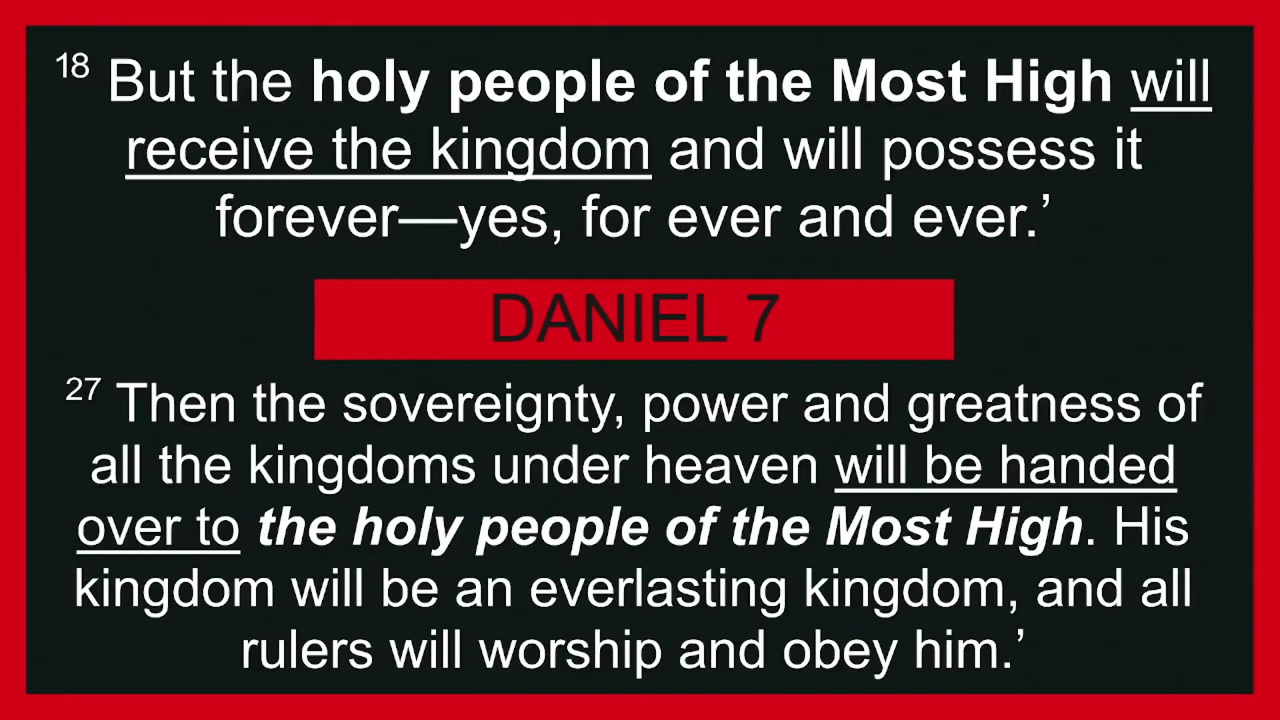 18 But the holy people of the Most High will
receive the kingdom and will possess it
forever—yes, for ever and ever.’
DANIEL 7
27 Then the sovereignty, power and greatness of
all the kingdoms under heaven will be handed
over to the holy people of the Most High. His
kingdom will be an everlasting kingdom, and all
rulers will worship and obey him.’